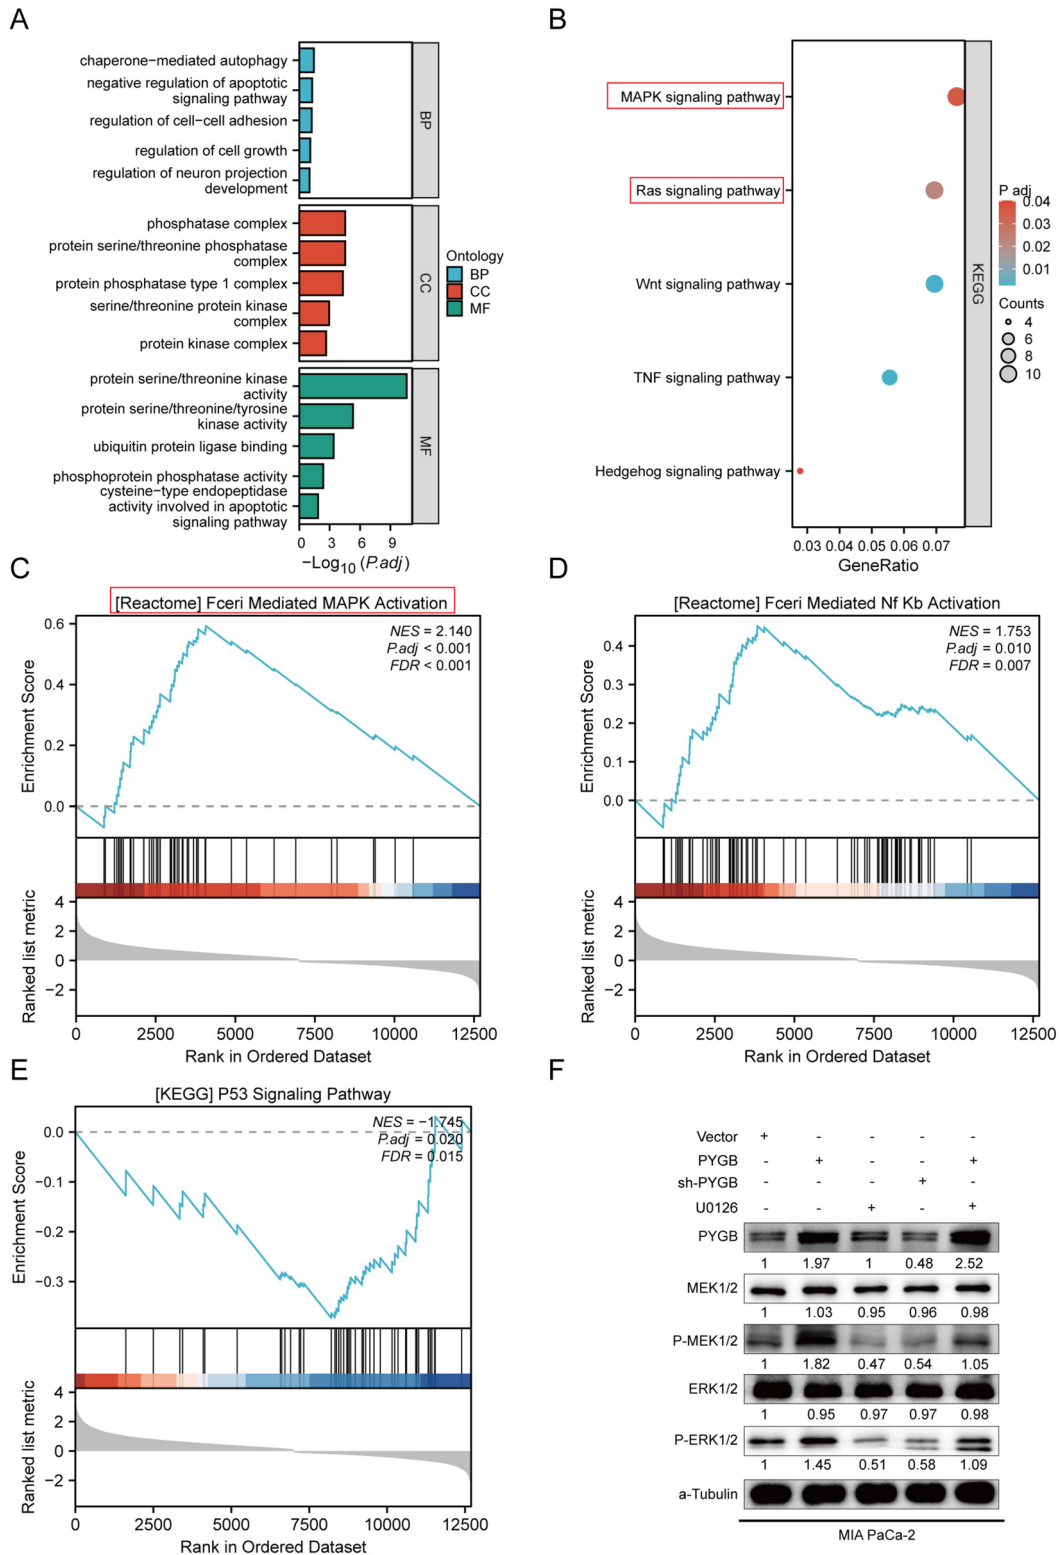 A
chaperone−mediated autophagy
negative regulation of apoptotic
signaling pathway
regulation of cell−cell adhesion
regulation of cell growth
regulation of neuron projection
development
BP
phosphatase complex
protein serine/threonine phosphatase
complex
protein phosphatase type 1 complex
serine/threonine protein kinase
complex
protein kinase complex
CC
protein serine/threonine kinase
activity
protein serine/threonine/tyrosine
kinase activity
ubiquitin protein ligase binding
phosphoprotein phosphatase activity
cysteine−type endopeptidase
activity involved in apoptotic
signaling pathway
MF
0 3 6 9
−Log10 (P.adj)
Ontology
BP
CC
MF
B
MAPK signaling pathway
Ras signaling pathway
Wnt signaling pathway
TNF signaling pathway
Hedgehog signaling pathway
KEGG
0.03 0.04 0.05 0.06 0.07
GeneRatio
P adj
0.04
0.03
0.02
0.01
Counts
4
6
8
10
C
[Reactome] Fceri Mediated MAPK Activation
NES = 2.140
P.adj < 0.001
FDR < 0.001
Enrichment Score
0.6
0.4
0.2
0.0
Ranked list metric
4
2
0
−2
0 2500 5000 7500 10000 12500
Rank in Ordered Dataset
D
[Reactome] Fceri Mediated Nf Kb Activation
NES = 1.753
P.adj = 0.010
FDR = 0.007
Enrichment Score
0.4
0.3
0.2
0.1
0.0
Ranked list metric
4
2
0
−2
0 2500 5000 7500 10000 12500
Rank in Ordered Dataset
E
[KEGG] P53 Signaling Pathway
NES = −1.745
P.adj = 0.020
FDR = 0.015
Enrichment Score
0.0
−0.1
−0.2
−0.3
Ranked list metric
4
2
0
−2
0 2500 5000 7500 10000 12500
Rank in Ordered Dataset
F
Vector + - - - -
PYGB - + - - +
sh-PYGB - - - + -
U0126 - - + - +
PYGB
1 1.97 1 0.48 2.52
MEK1/2
1 1.03 0.95 0.96 0.98
P-MEK1/2
1 1.82 0.47 0.54 1.05
ERK1/2
1 0.95 0.97 0.97 0.98
P-ERK1/2
1 1.45 0.51 0.58 1.09
a-Tubulin
MIA PaCa-2